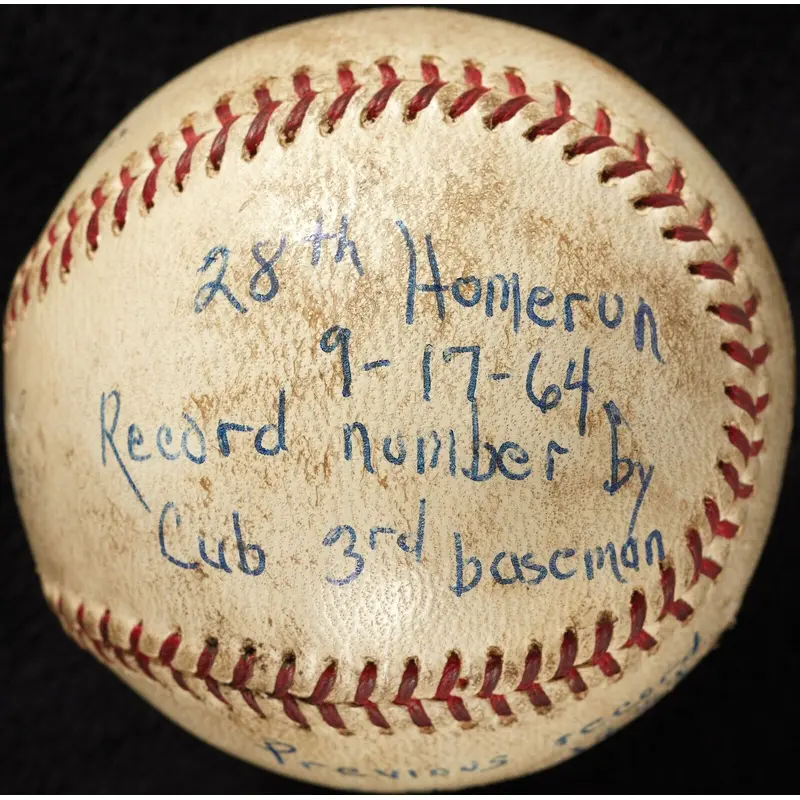 28th Homerun
9-17-64
Record number by
Cub 3rd baseman
Previous record